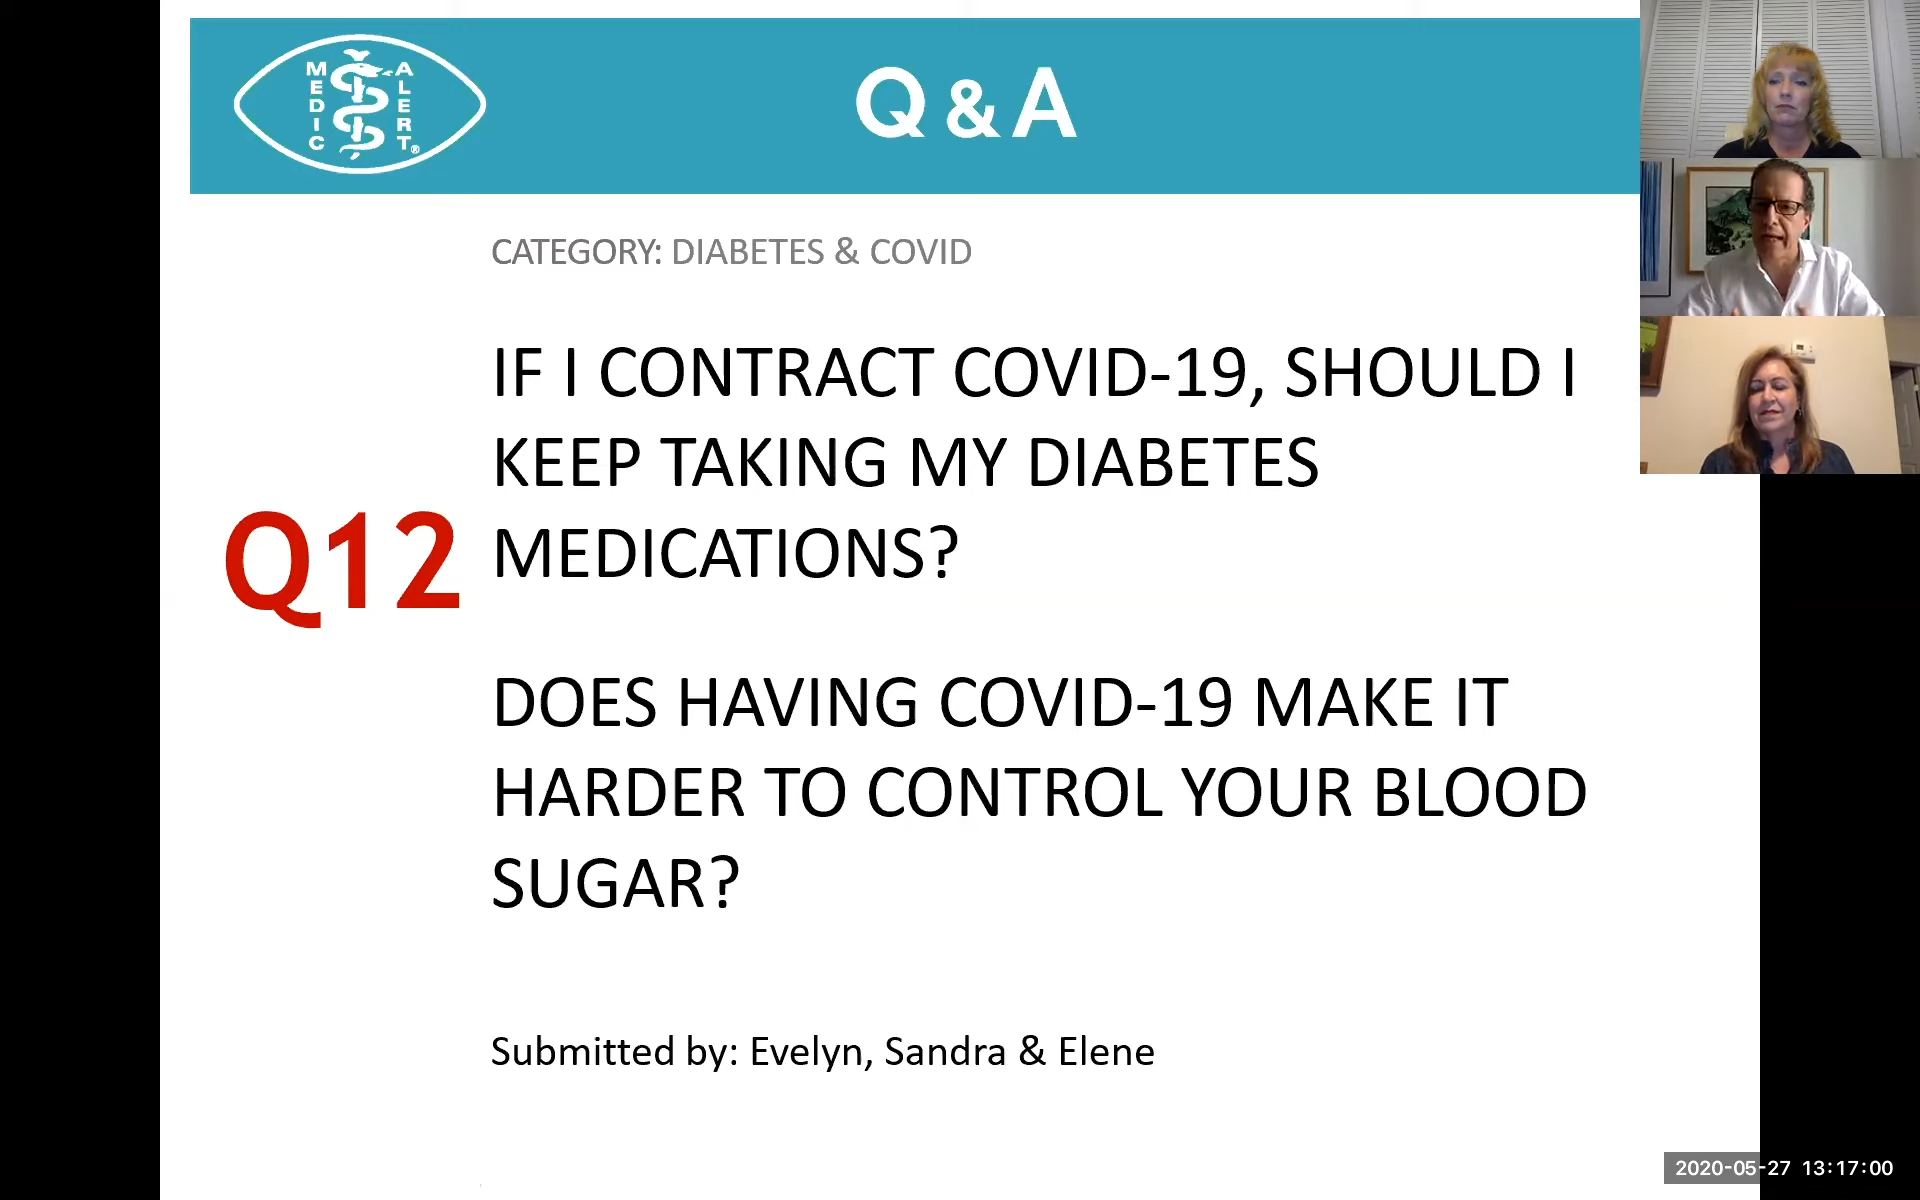 MEDIC ALERT®
Q & A
CATEGORY: DIABETES & COVID
IF I CONTRACT COVID-19, SHOULD I
KEEP TAKING MY DIABETES
MEDICATIONS?
Q12
DOES HAVING COVID-19 MAKE IT
HARDER TO CONTROL YOUR BLOOD
SUGAR?
Submitted by: Evelyn, Sandra & Elene
2020-05-27 13:17:00